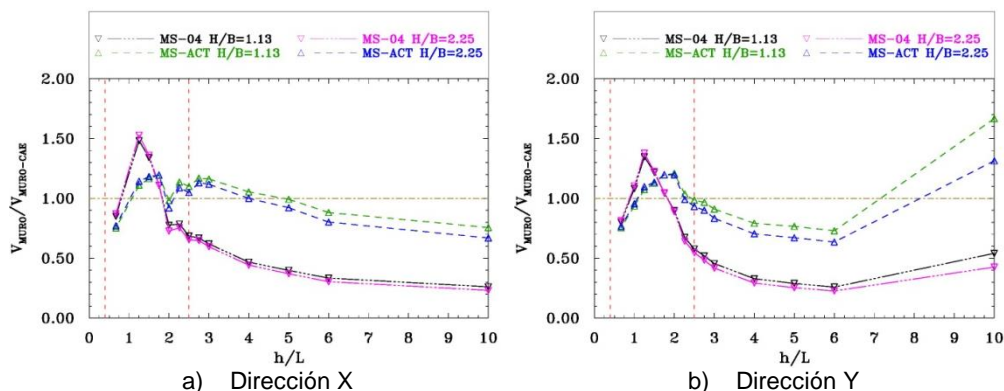 MS-04 H/B=1.13 MS-04 H/B=2.25
MS-ACT H/B=1.13 MS-ACT H/B=2.25
2.00
1.50
1.00
0.50
0.00
V_MURO/V_MURO-CAE
0 1 2 3 4 5 6 7 8 9 10
h/L
a) Dirección X
MS-04 H/B=1.13 MS-04 H/B=2.25
MS-ACT H/B=1.13 MS-ACT H/B=2.25
2.00
1.50
1.00
0.50
0.00
V_MURO/V_MURO-CAE
0 1 2 3 4 5 6 7 8 9 10
h/L
b) Dirección Y